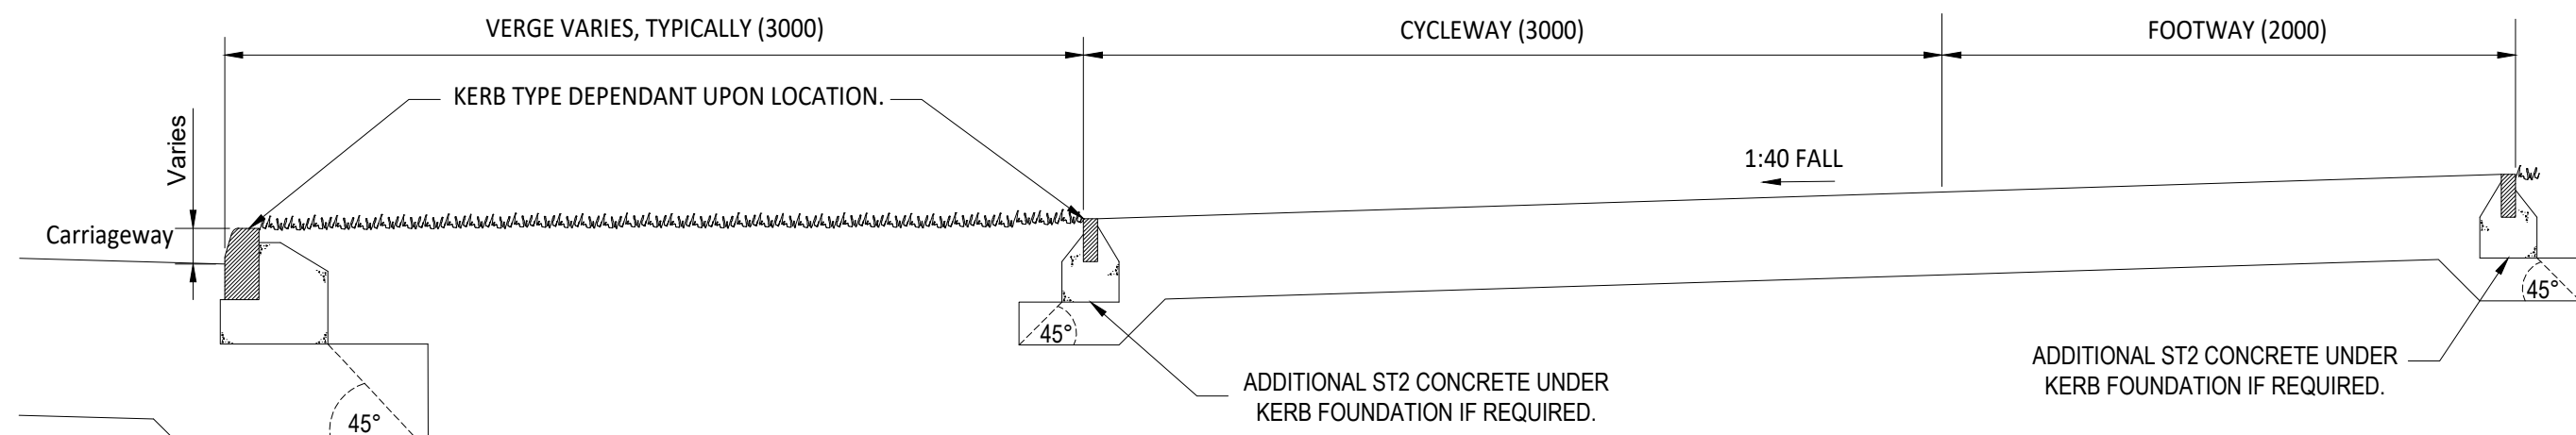 VERGE VARIES, TYPICALLY (3000)
CYCLEWAY (3000)
FOOTWAY (2000)
KERB TYPE DEPENDANT UPON LOCATION.
Varies
1:40 FALL
Carriageway
45°
45°
45°
ADDITIONAL ST2 CONCRETE UNDER
KERB FOUNDATION IF REQUIRED.
ADDITIONAL ST2 CONCRETE UNDER
KERB FOUNDATION IF REQUIRED.